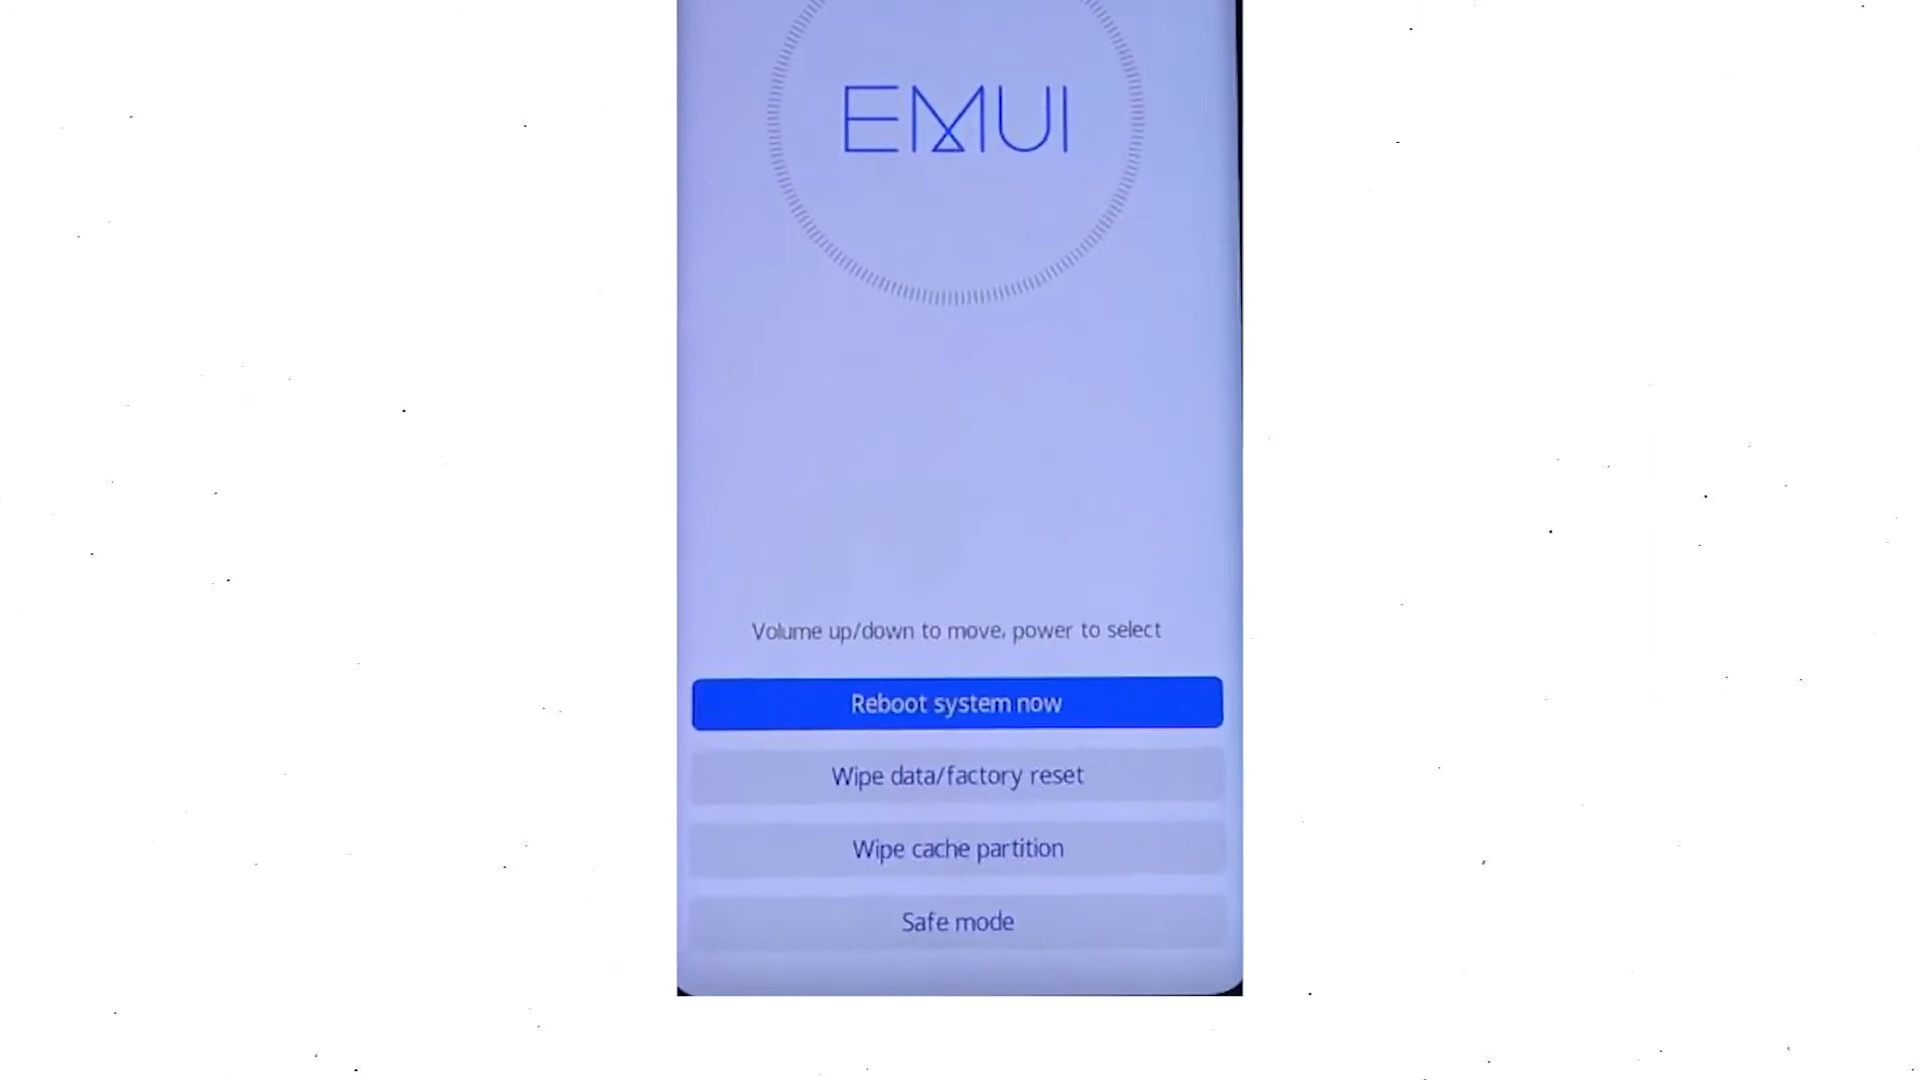 EMUI
Volume up/down to move, power to select
Reboot system now
Wipe data/factory reset
Wipe cache partition
Safe mode